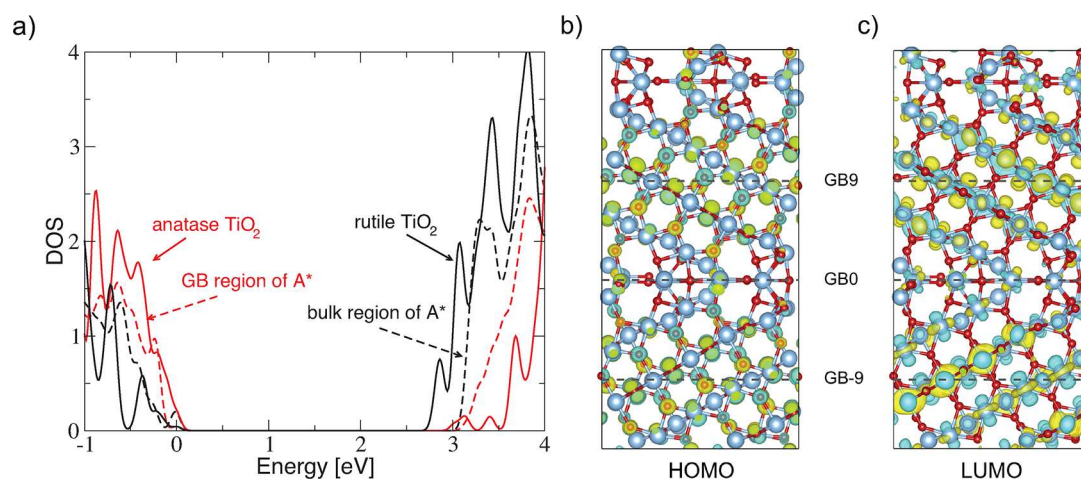 a)
b)
c)
4
3
2
1
0
DOS
anatase TiO2
GB region of A*
rutile TiO2
bulk region of A*
-1
0
1
2
3
4
Energy [eV]
GB9
GB0
GB-9
HOMO
LUMO